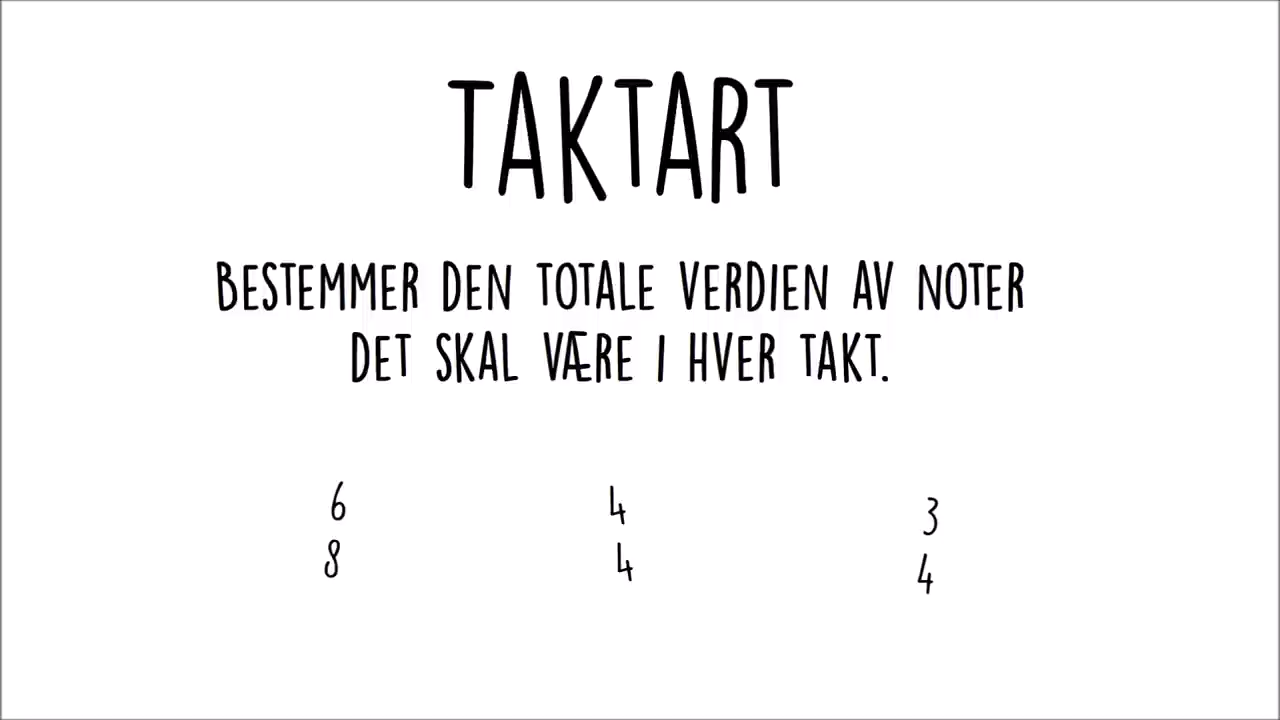 TAKTART
BESTEMMER DEN TOTALE VERDIEN AV NOTER
DET SKAL VÆRE I HVER TAKT.
6 4 3
8 4 4